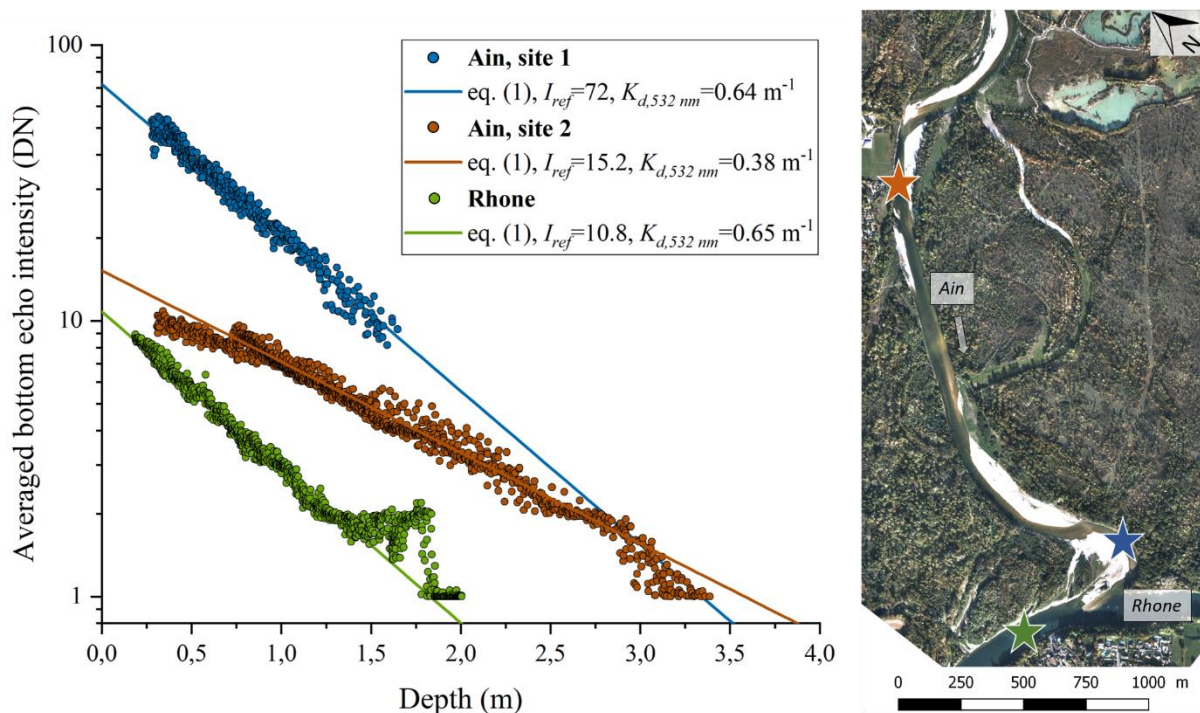 100
10
1
Averaged bottom echo intensity (DN)
Ain, site 1
eq. (1), I_ref=72, K_d,532 nm=0.64 m⁻¹
Ain, site 2
eq. (1), I_ref=15.2, K_d,532 nm=0.38 m⁻¹
Rhone
eq. (1), I_ref=10.8, K_d,532 nm=0.65 m⁻¹
0,0 0,5 1,0 1,5 2,0 2,5 3,0 3,5 4,0
Depth (m)
N
Ain
Rhone
0 250 500 750 1000 m